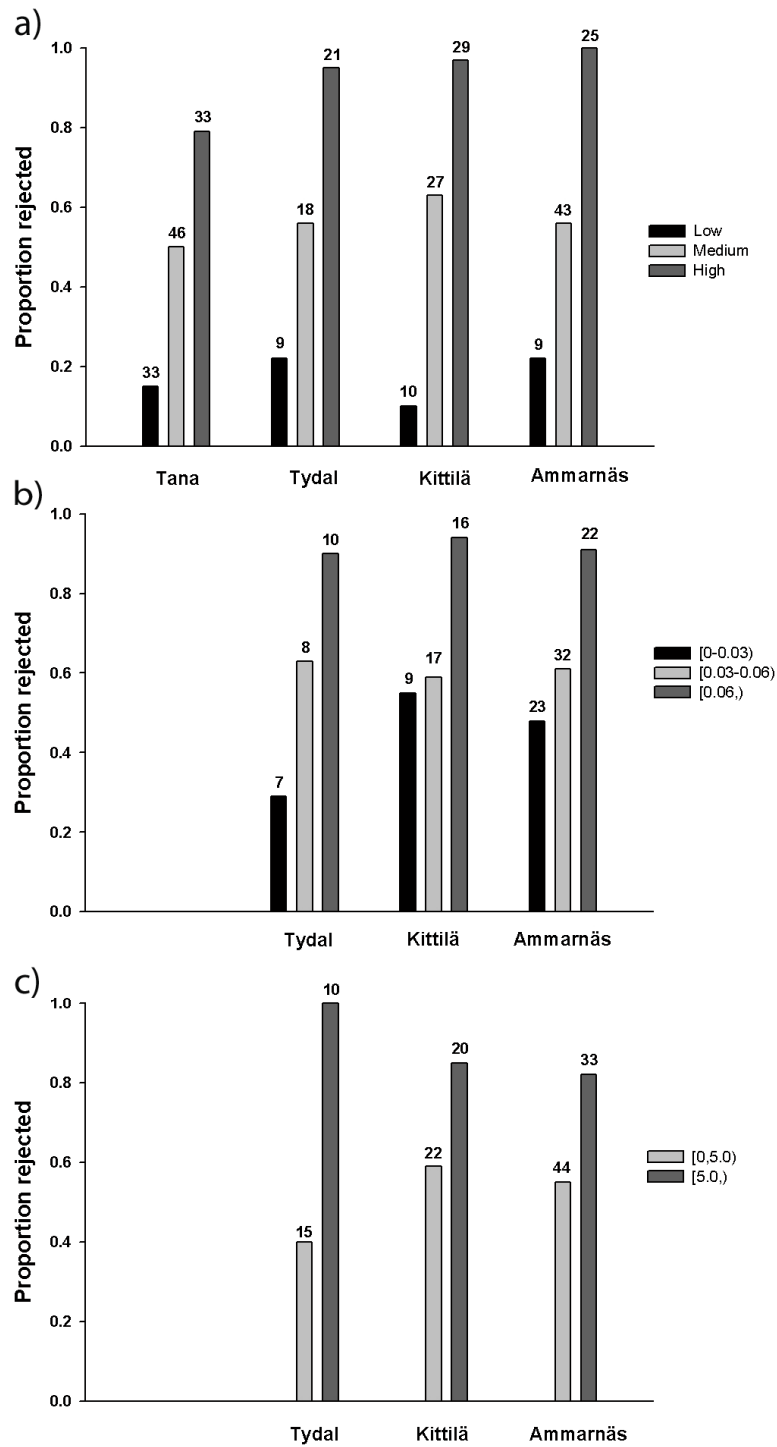 a)
Proportion rejected
1.0
0.8
0.6
0.4
0.2
0.0
33 46 33
9 18 21
10 27 29
9 43 25
Tana Tydal Kittilä Ammarnäs
Low
Medium
High
b)
Proportion rejected
1.0
0.8
0.6
0.4
0.2
0.0
7 8 10
9 17 16
23 32 22
Tydal Kittilä Ammarnäs
[0-0.03)
[0.03-0.06)
[0.06,)
c)
Proportion rejected
1.0
0.8
0.6
0.4
0.2
0.0
15 10
22 20
44 33
Tydal Kittilä Ammarnäs
[0,5.0)
[5.0,)